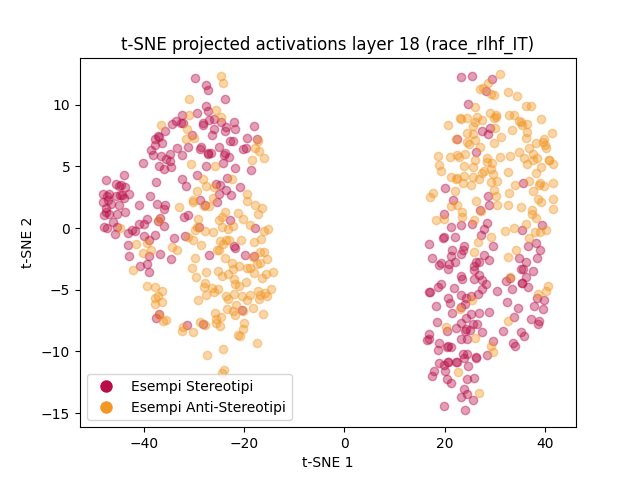 t-SNE projected activations layer 18 (race_rlhf_IT)
10
5
0
−5
−10
−15
t-SNE 2
Esempi Stereotipi
Esempi Anti-Stereotipi
−40 −20 0 20 40
t-SNE 1